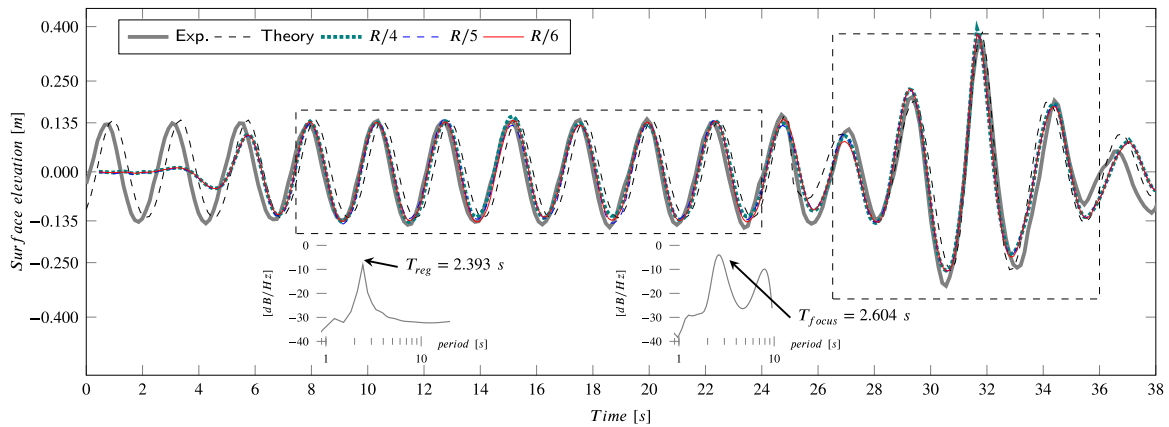 Exp. Theory R/4 R/5 R/6
0.400
0.250
0.135
0.000
−0.135
−0.250
−0.400
Surface elevation [m]
0
−10
−20
−30
−40
[dB/Hz]
T_reg = 2.393 s
1 10
period [s]
0
−10
−20
−30
−40
[dB/Hz]
T_focus = 2.604 s
1 10
period [s]
0 2 4 6 8 10 12 14 16 18 20 22 24 26 28 30 32 34 36 38
Time [s]